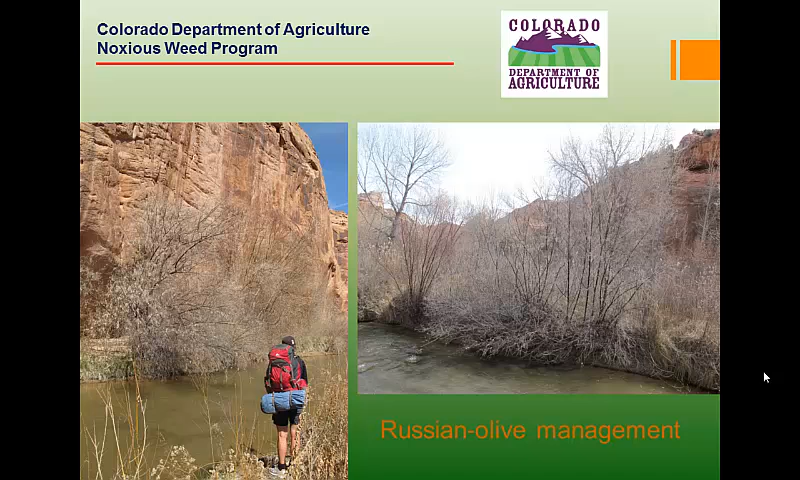 Colorado Department of Agriculture
Noxious Weed Program
COLORADO
DEPARTMENT OF
AGRICULTURE
Russian-olive management